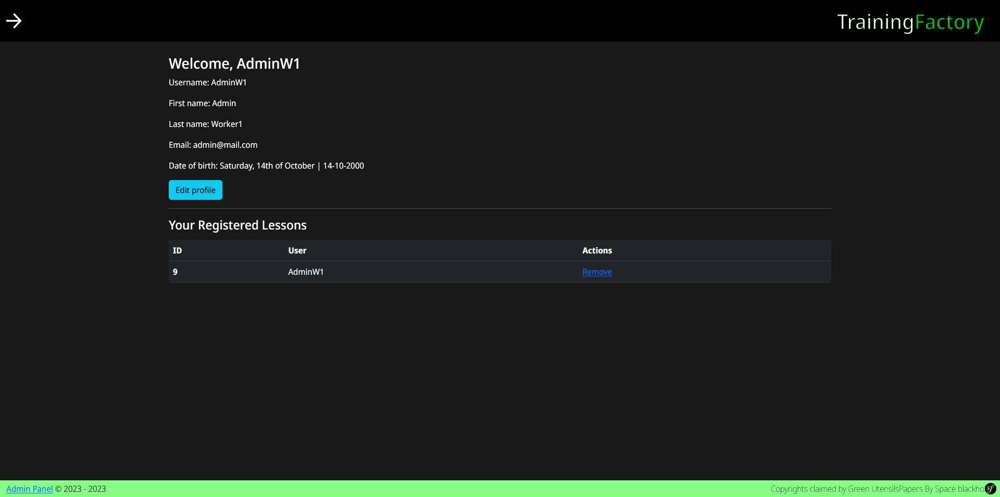 TrainingFactory
Welcome, AdminW1
Username: AdminW1
First name: Admin
Last name: Worker1
Email: admin@mail.com
Date of birth: Saturday, 14th of October | 14-10-2000
Edit profile
Your Registered Lessons
ID User Actions
9 AdminW1 Remove
Admin Panel © 2023 - 2023
Copyrights claimed by Green UtensilsPapers By Space